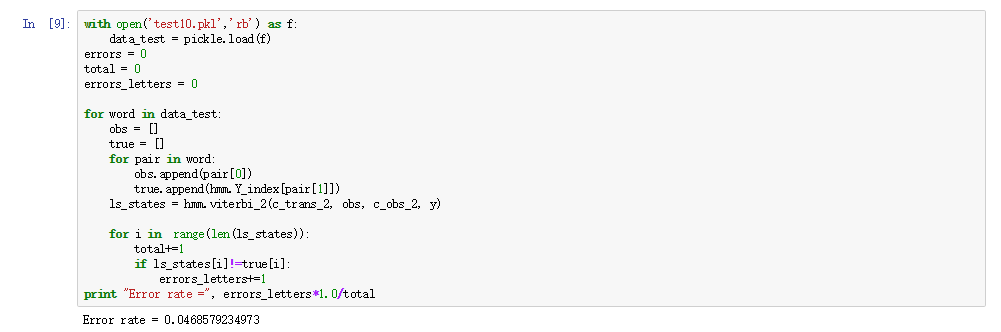 In [9]: with open('test10.pkl','rb') as f:
    data_test = pickle.load(f)
errors = 0
total = 0
errors_letters = 0

for word in data_test:
    obs = []
    true = []
    for pair in word:
        obs.append(pair[0])
        true.append(hmm.Y_index[pair[1]])
    ls_states = hmm.viterbi_2(c_trans_2, obs, c_obs_2, y)

    for i in  range(len(ls_states)):
        total+=1
        if ls_states[i]!=true[i]:
            errors_letters+=1
print "Error rate =", errors_letters*1.0/total
Error rate = 0.0468579234973